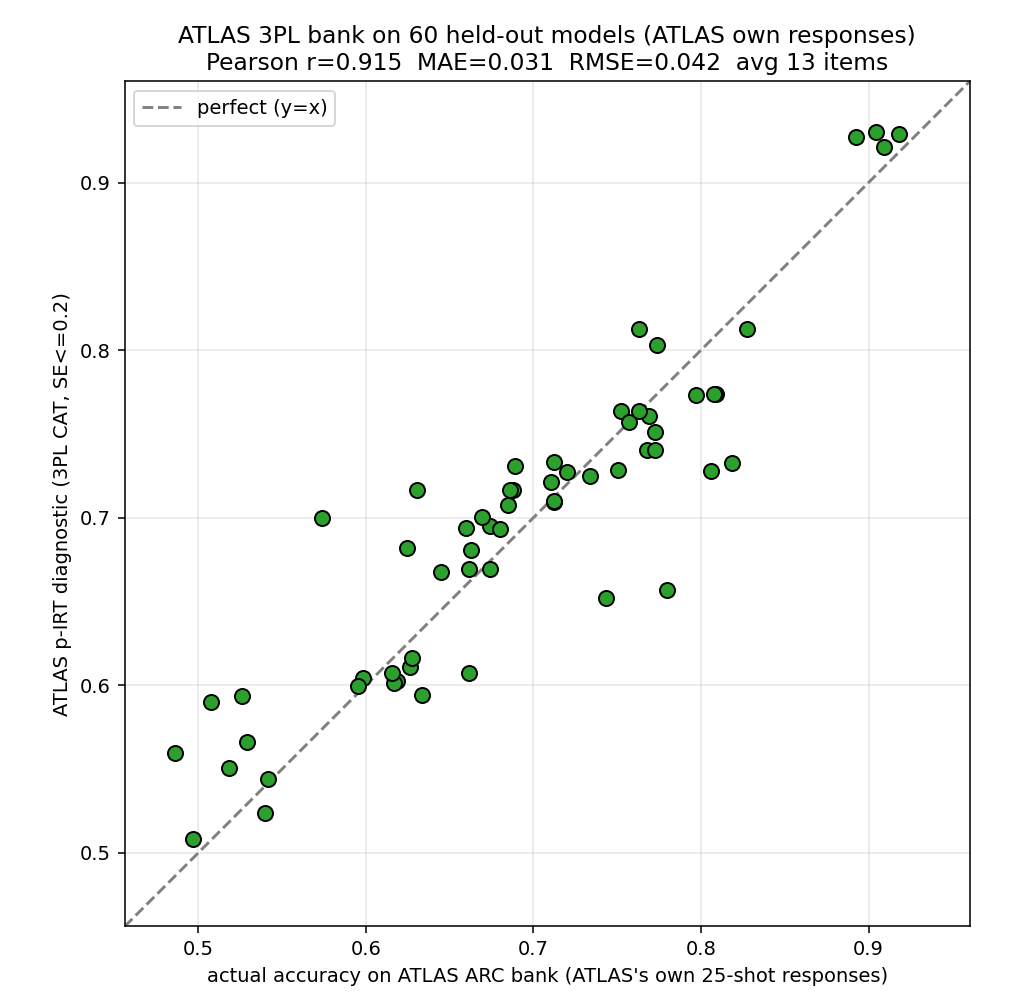 ATLAS 3PL bank on 60 held-out models (ATLAS own responses)
Pearson r=0.915  MAE=0.031  RMSE=0.042  avg 13 items
perfect (y=x)
ATLAS p-IRT diagnostic (3PL CAT, SE<=0.2)
0.9
0.8
0.7
0.6
0.5
0.5 0.6 0.7 0.8 0.9
actual accuracy on ATLAS ARC bank (ATLAS's own 25-shot responses)